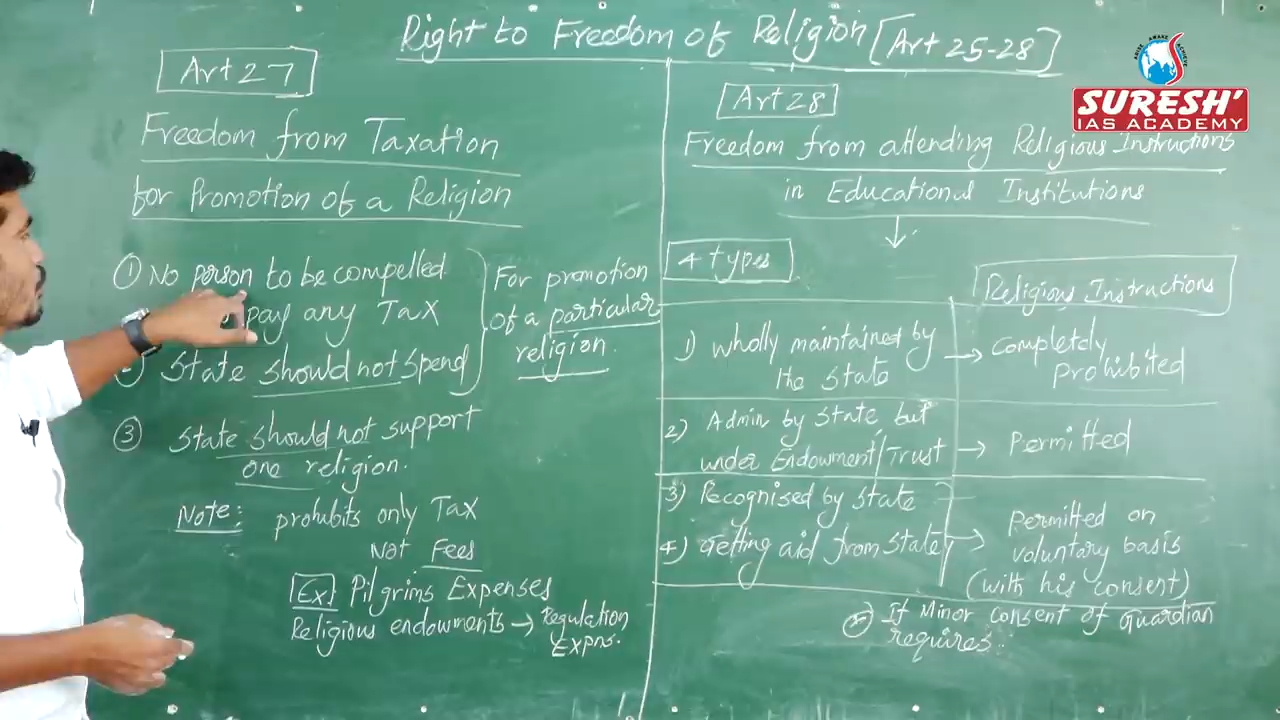 Right to Freedom of Religion [Art 25-28]
ARISE AWAKE ACHIEVE
SURESH'
IAS ACADEMY
Art 27
Freedom from Taxation
for Promotion of a Religion
① No person to be compelled
pay any Tax
State should not Spend
For promotion
of a particular
religion.
③ State should not support
one religion.
Note: prohibits only Tax
Not Fees
Ex Pilgrims Expenses
Religious endowments → Regulation
Expns.
Art 28
Freedom from attending Religious Instructions
in Educational Institutions
↓
4 types
Religious Instructions
1) Wholly maintained by
the State
→ Completely
Prohibited
2) Admin by State but
under Endowment/Trust
→ Permitted
3) Recognised by State
4) Getting aid from State
→ Permitted on
voluntary basis
(with his consent)
If Minor Consent of Guardian
requires..